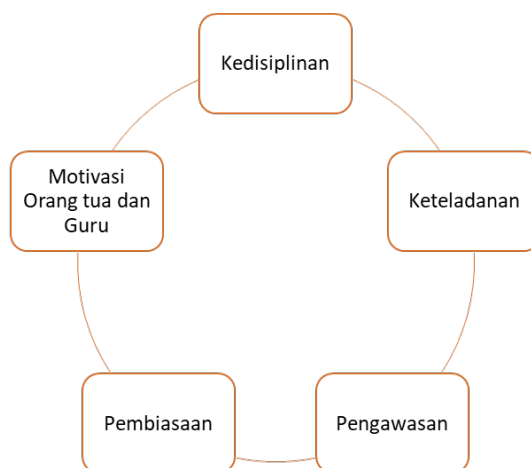 Kedisiplinan
Keteladanan
Pengawasan
Pembiasaan
Motivasi
Orang tua dan
Guru